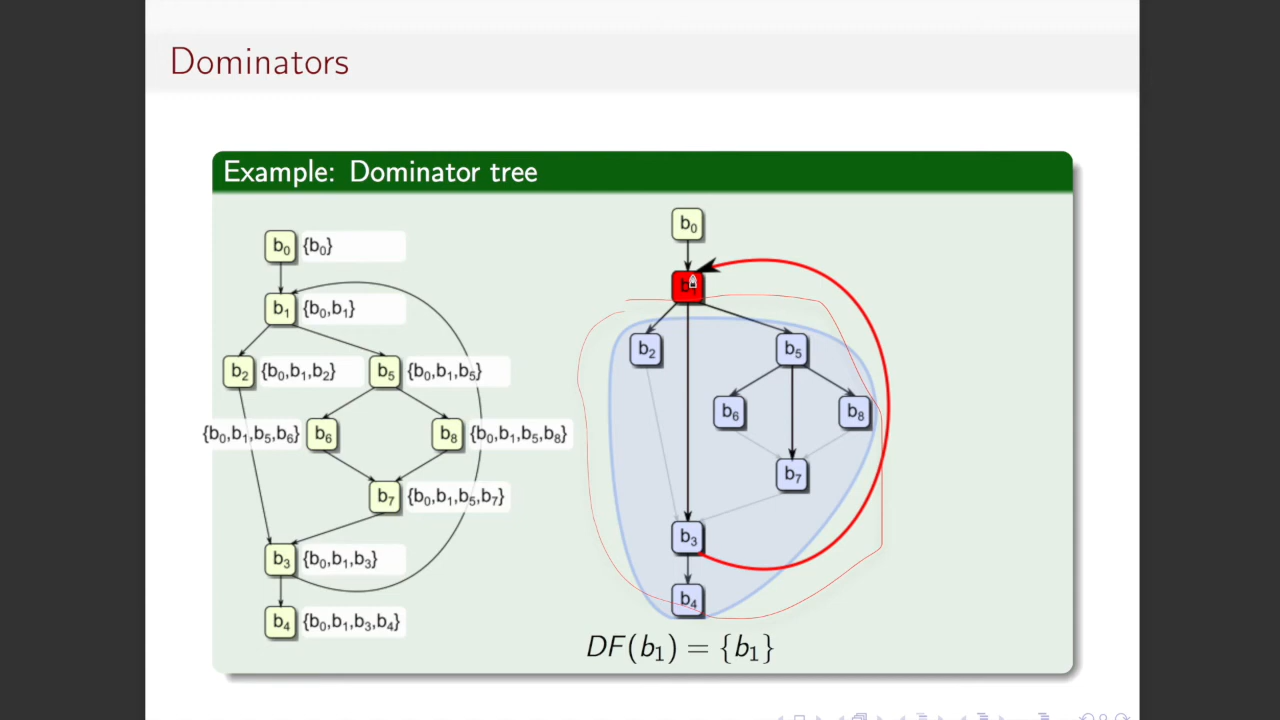 Dominators
Example: Dominator tree
b₀ {b₀}
b₁ {b₀,b₁}
b₂ {b₀,b₁,b₂} b₅ {b₀,b₁,b₅}
{b₀,b₁,b₅,b₆} b₆ b₈ {b₀,b₁,b₅,b₈}
b₇ {b₀,b₁,b₅,b₇}
b₃ {b₀,b₁,b₃}
b₄ {b₀,b₁,b₃,b₄}
b₀
b₂ b₅
b₆ b₈
b₇
b₃
b₄
DF(b₁) = {b₁}